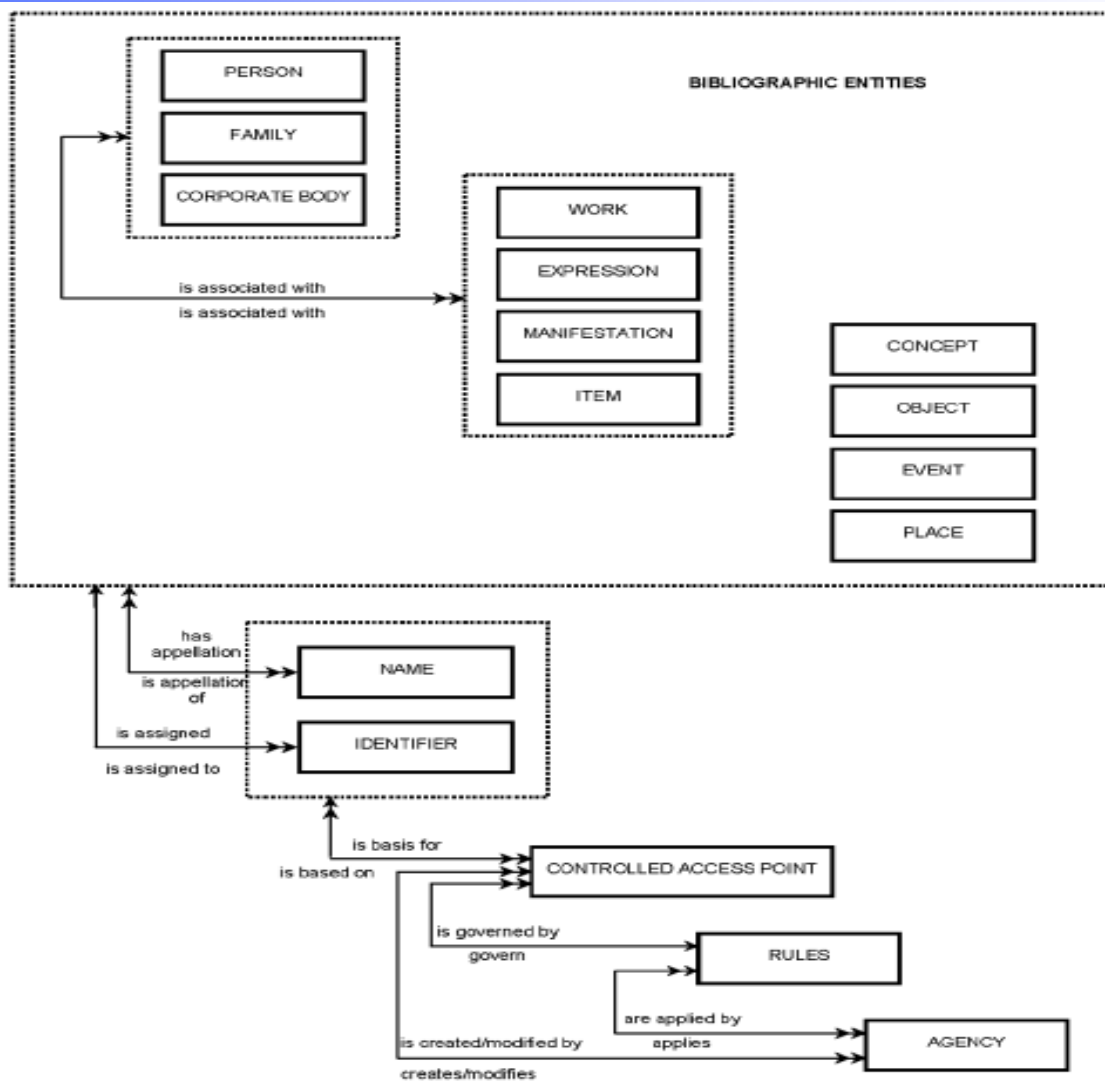 BIBLIOGRAPHIC ENTITIES
PERSON
FAMILY
CORPORATE BODY
WORK
EXPRESSION
MANIFESTATION
ITEM
is associated with
is associated with
CONCEPT
OBJECT
EVENT
PLACE
has
appellation
is appellation
of
NAME
is assigned
is assigned to
IDENTIFIER
is basis for
is based on
CONTROLLED ACCESS POINT
is governed by
govern
RULES
are applied by
applies
is created/modified by
creates/modifies
AGENCY